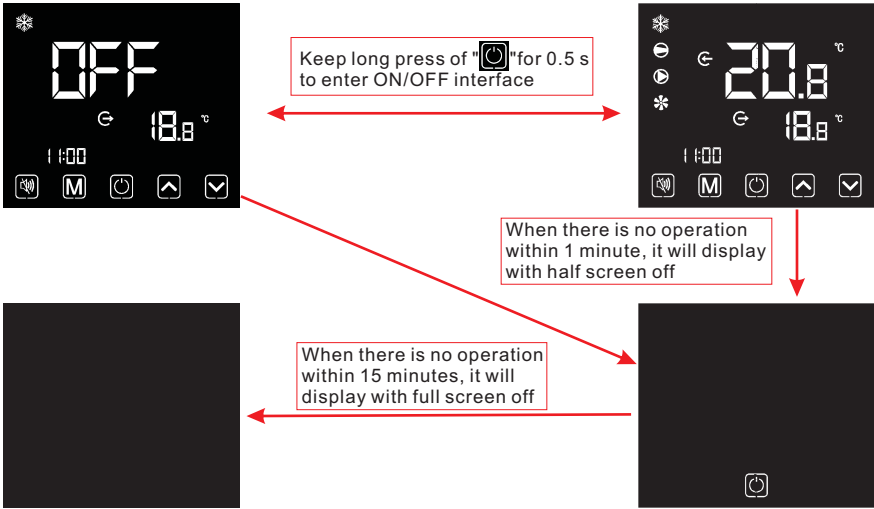 OFF
18.8 ℃
11:00
M
Keep long press of " "for 0.5 s
to enter ON/OFF interface
20.8 ℃
18.8 ℃
11:00
M
When there is no operation
within 1 minute, it will display
with half screen off
When there is no operation
within 15 minutes, it will
display with full screen off